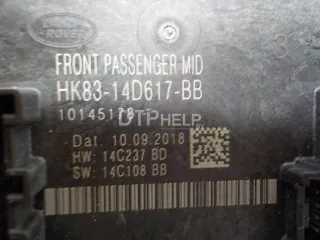 LAND ROVER
FRONT PASSENGER MID
HK83-14D617-BB
DTPHELP.BY
Dat. 10.09.2018
HW: 14C237 BD
SW: 14C108 BB